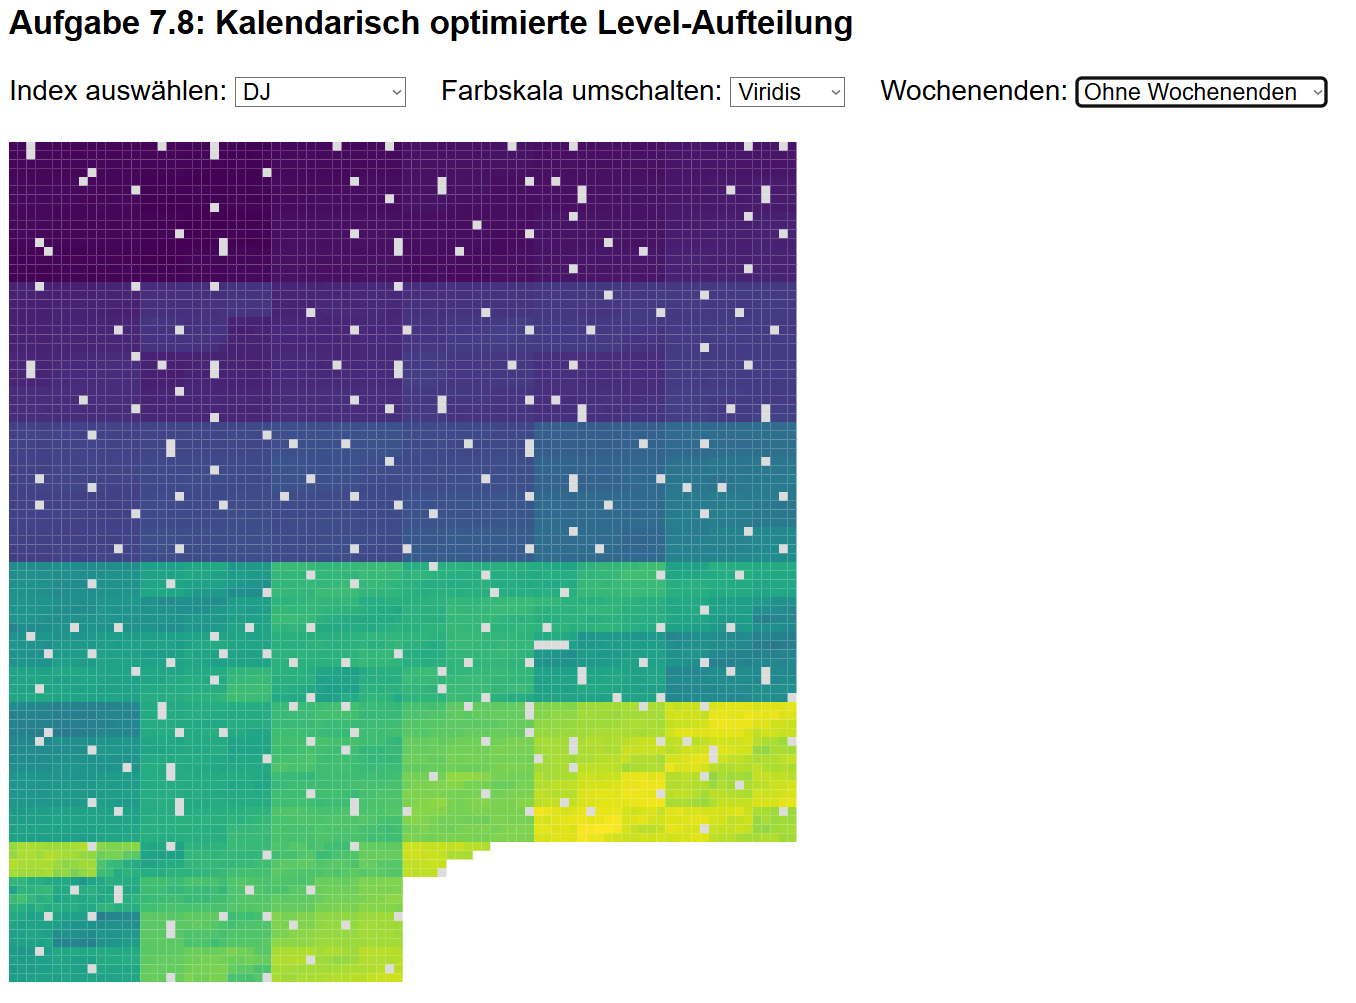 Aufgabe 7.8: Kalendarisch optimierte Level-Aufteilung
Index auswählen: DJ Farbskala umschalten: Viridis Wochenenden: Ohne Wochenenden